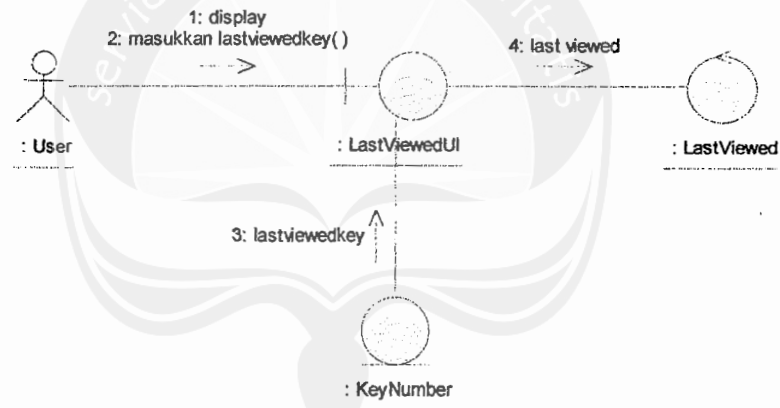 1: display
2: masukkan lastviewedkey( )
4: last viewed
: User
: LastViewedUI
: LastViewed
3: lastviewedkey
: KeyNumber